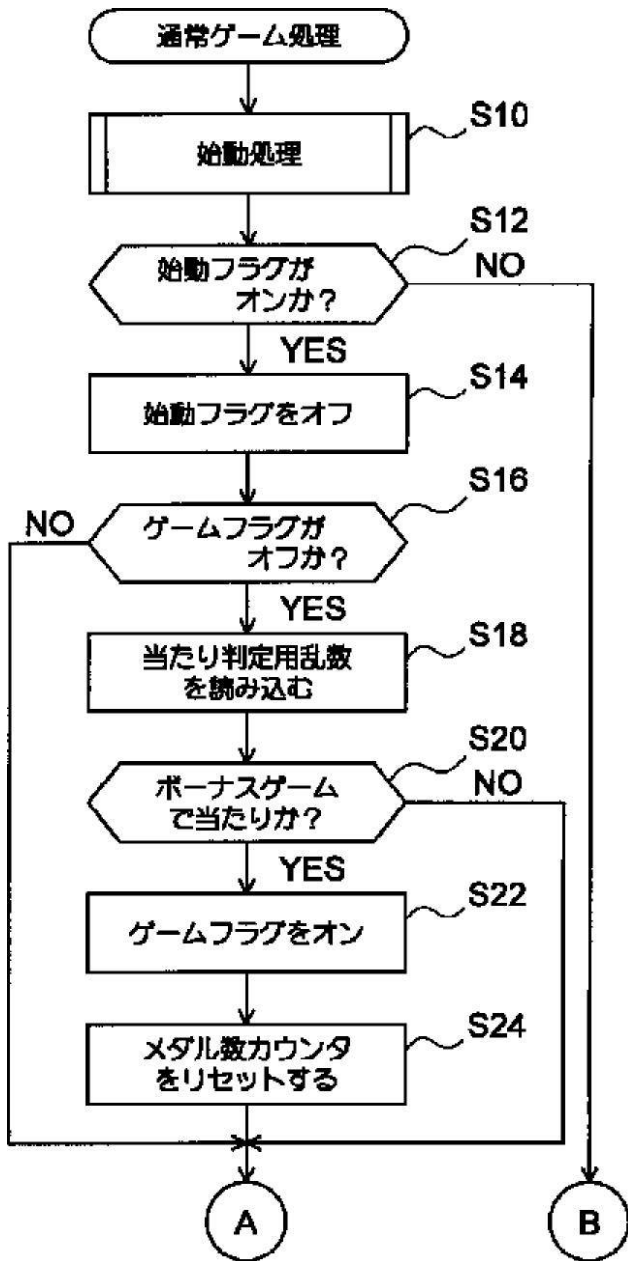 通常ゲーム処理
S10
始動処理
S12
始動フラグが
オンか？
NO
YES
S14
始動フラグをオフ
S16
NO
ゲームフラグが
オフか？
YES
S18
当たり判定用乱数
を読み込む
S20
ボーナスゲーム
で当たりか？
NO
YES
S22
ゲームフラグをオン
S24
メダル数カウンタ
をリセットする
A
B